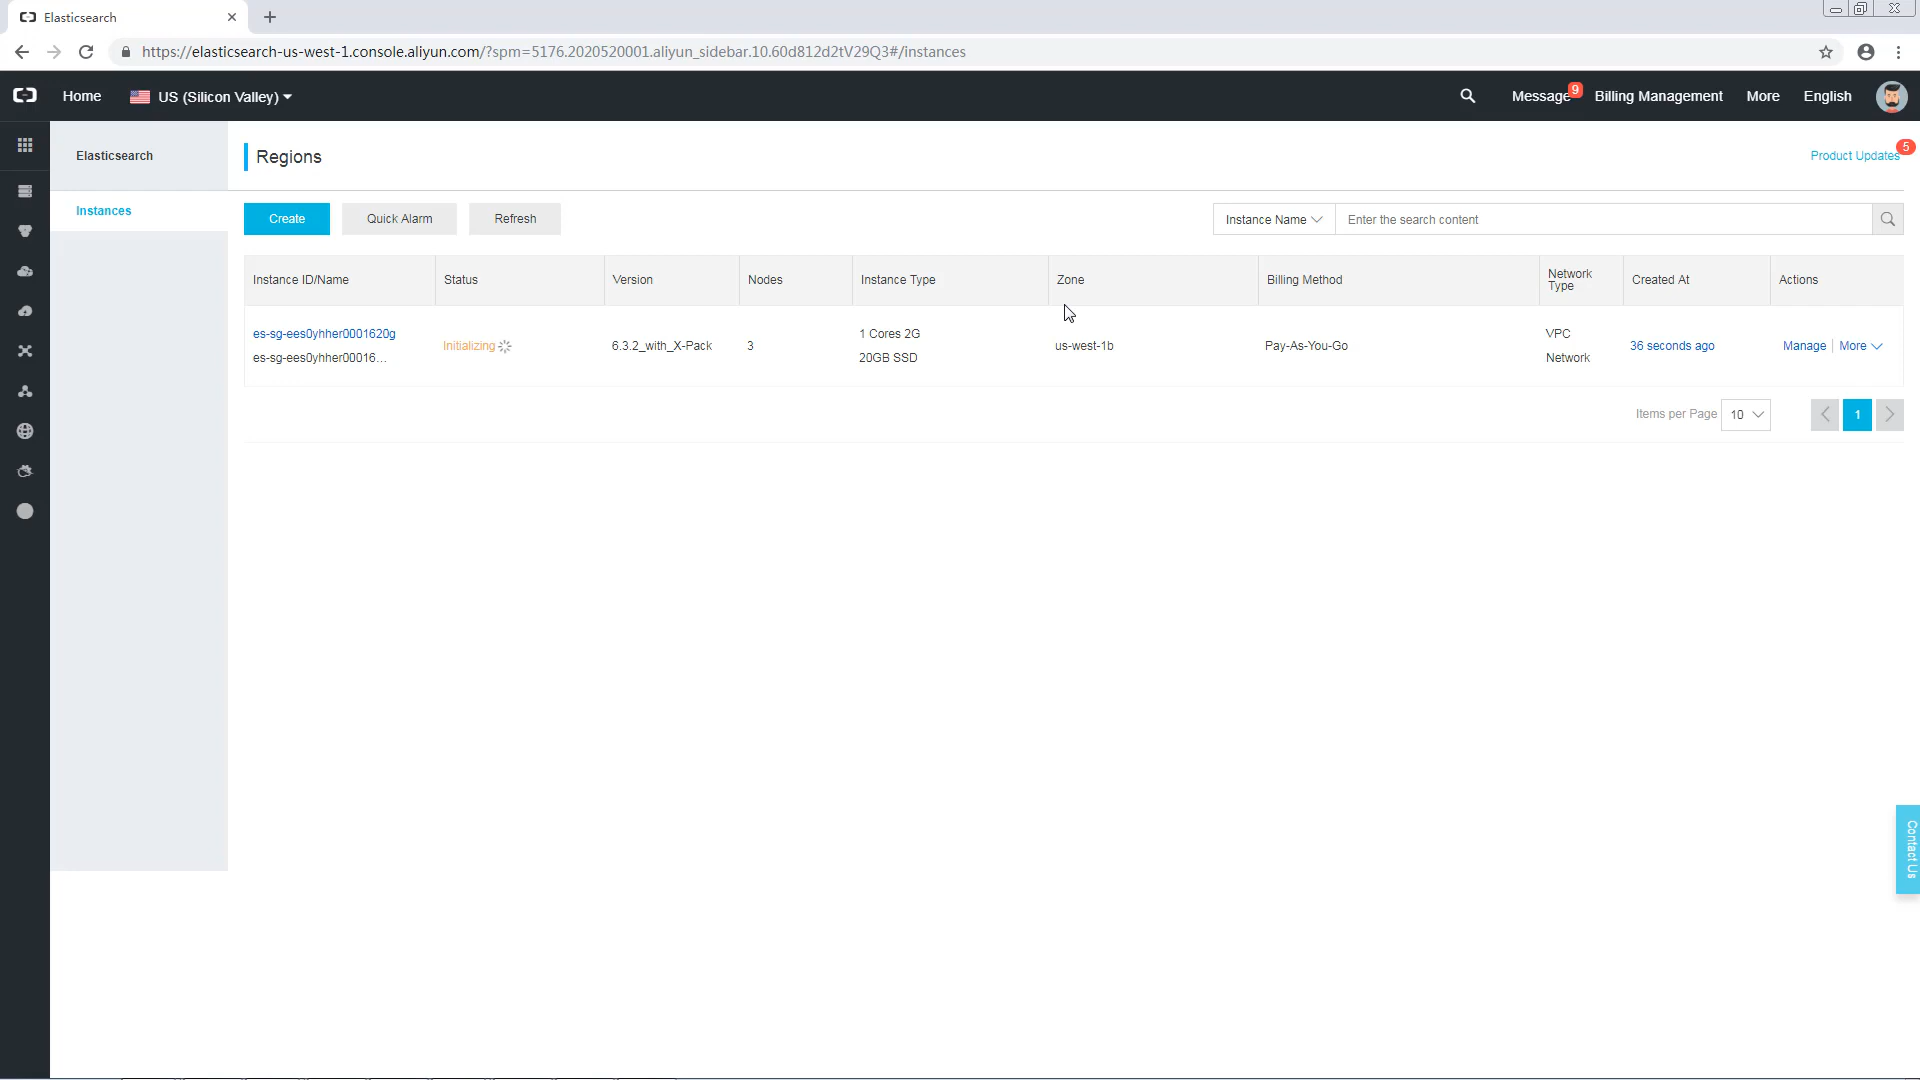 Elasticsearch
https://elasticsearch-us-west-1.console.aliyun.com/?spm=5176.2020520001.aliyun_sidebar.10.60d812d2tV29Q3#/instances
Home
US (Silicon Valley)
Message 9
Billing Management
More
English
Elasticsearch
Regions
Product Updates 5
Instances
Create
Quick Alarm
Refresh
Instance Name
Enter the search content
Instance ID/Name
Status
Version
Nodes
Instance Type
Zone
Billing Method
Network
Type
Created At
Actions
es-sg-ees0yhher0001620g
es-sg-ees0yhher00016...
Initializing
6.3.2_with_X-Pack
3
1 Cores 2G
20GB SSD
us-west-1b
Pay-As-You-Go
VPC
Network
36 seconds ago
Manage
More
Items per Page
10
1
Contact Us